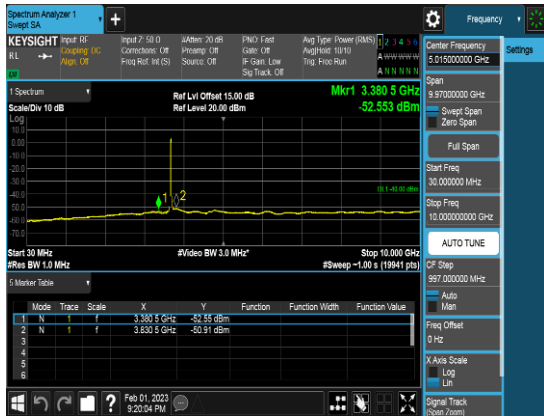 Spectrum Analyzer 1
Swept SA
+
Frequency
KEYSIGHT
RL
Input: RF
Coupling: DC
Align: Off
Input Z: 50 Ω
Corrections: Off
Freq Ref: Int (S)
#Atten: 20 dB
Preamp: Off
Source: Off
PNO: Fast
Gate: Off
IF Gain: Low
Sig Track: Off
Avg Type: Power (RMS)
Avg|Hold: 10/10
Trig: Free Run
1 2 3 4 5 6
A W W W W W
A N N N N N
Center Frequency
5.015000000 GHz
Settings
Span
9.97000000 GHz
Swept Span
Zero Span
Full Span
Start Freq
30.000000 MHz
Stop Freq
10.000000000 GHz
AUTO TUNE
CF Step
997.000000 MHz
Auto
Man
Freq Offset
0 Hz
X Axis Scale
Log
Lin
Signal Track
(Span Zoom)
1 Spectrum
Scale/Div 10 dB
Ref Lvl Offset 15.00 dB
Ref Level 20.00 dBm
Mkr1 3.380 5 GHz
-52.553 dBm
Log
10.0
0.00
-10.0
-20.0
-30.0
-40.0
-50.0
-60.0
-70.0
DL1 -40.00 dBm
1
2
Start 30 MHz
#Res BW 1.0 MHz
#Video BW 3.0 MHz*
Stop 10.000 GHz
#Sweep ~1.00 s (19941 pts)
5 Marker Table
Mode Trace Scale X Y Function Function Width Function Value
1 N 1 f 3.380 5 GHz -52.55 dBm
2 N 1 f 3.830 5 GHz -50.91 dBm
3
4
5
6
?
Feb 01, 2023
9:20:04 PM